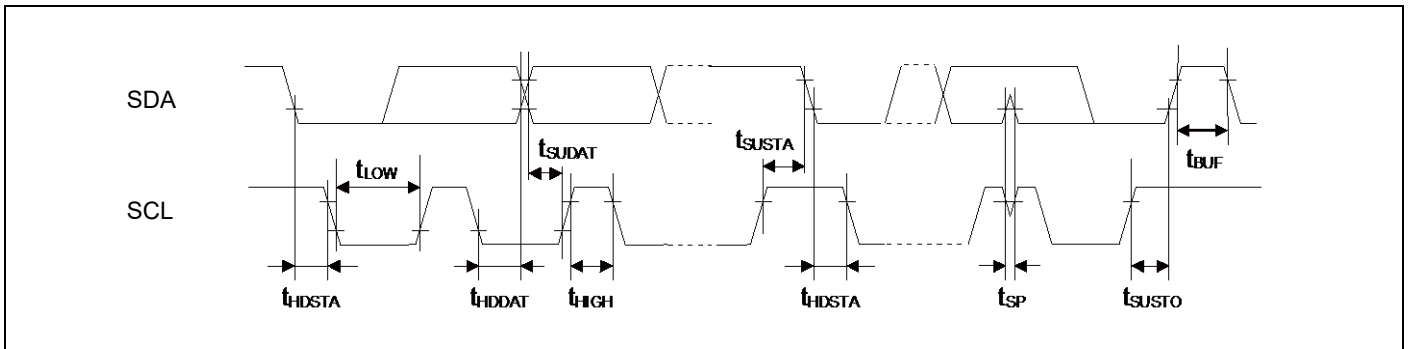 SDA
tSUDAT
tSUSTA
tBUF
tLOW
SCL
tHDSTA
tHDDAT
tHIGH
tHDSTA
tSP
tSUSTO